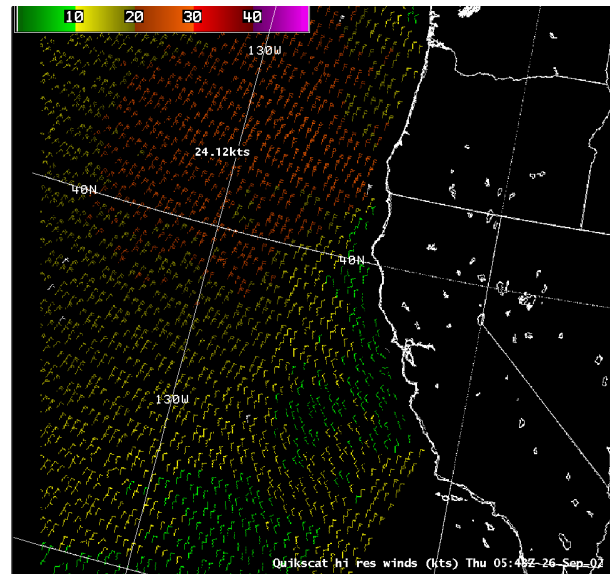 10 20 30 40
130W
24.12kts
40N
40N
130W
Quikscat hi res winds (kts) Thu 05:48Z 26-Sep-02